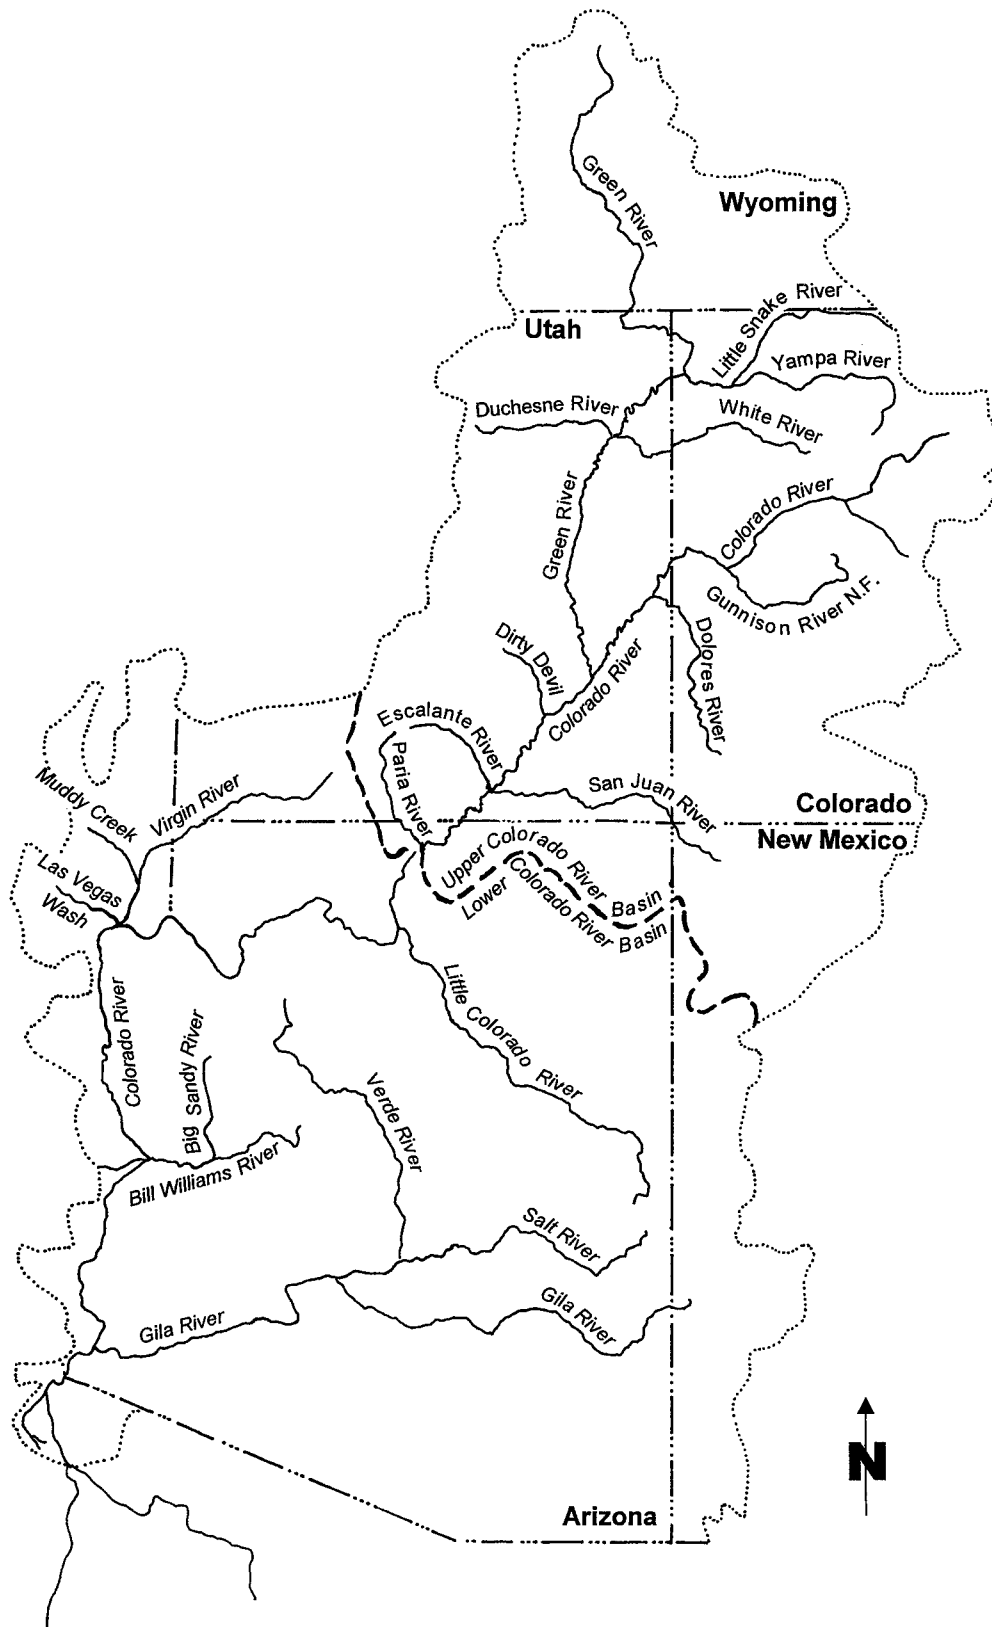 Green River
Wyoming
Little Snake River
Utah
Yampa River
Duchesne River
White River
Colorado River
Green River
Gunnison River N.F.
Dirty Devil
Colorado River
Dolores River
Escalante River
Paria River
San Juan River
Muddy Creek
Virgin River
Colorado
New Mexico
Las Vegas
Wash
Upper Colorado River Basin
Lower Colorado River Basin
Little Colorado River
Colorado River
Big Sandy River
Verde River
Bill Williams River
Salt River
Gila River
Gila River
N
Arizona